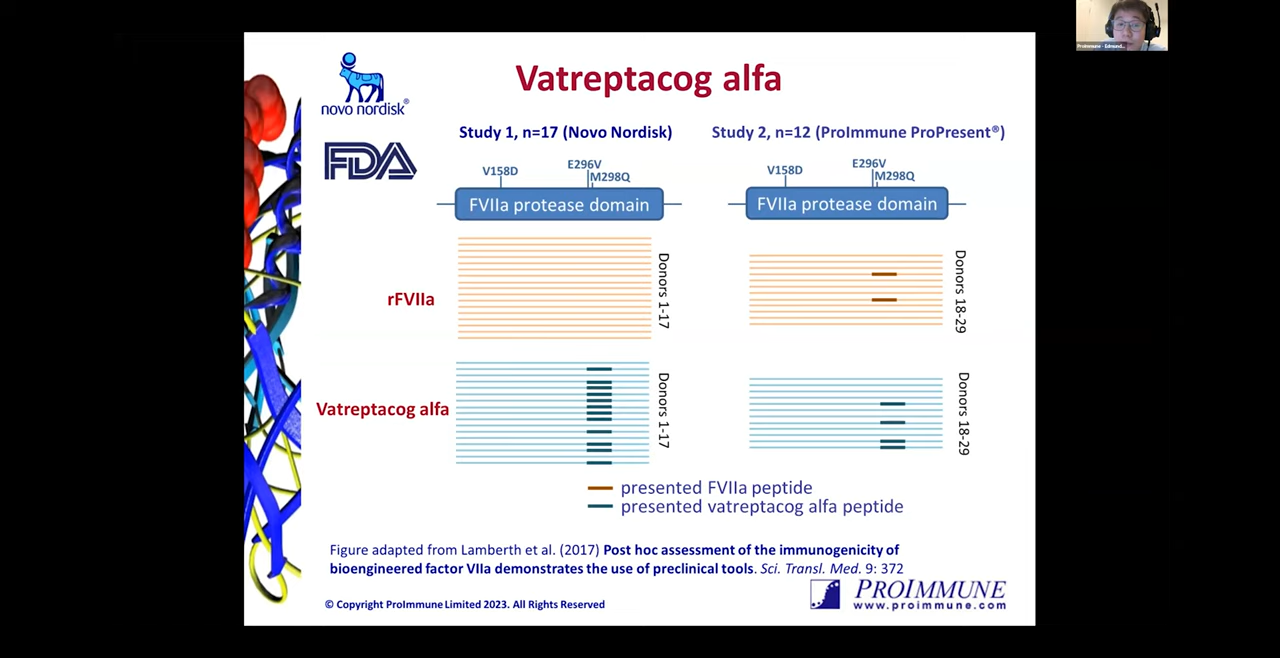 ProImmune - Edmund...
novo nordisk®
FDA
Vatreptacog alfa
Study 1, n=17 (Novo Nordisk)
Study 2, n=12 (ProImmune ProPresent®)
V158D
E296V
M298Q
FVIIa protease domain
V158D
E296V
M298Q
FVIIa protease domain
rFVIIa
Donors 1-17
Donors 18-29
Vatreptacog alfa
Donors 1-17
Donors 18-29
presented FVIIa peptide
presented vatreptacog alfa peptide
Figure adapted from Lamberth et al. (2017) Post hoc assessment of the immunogenicity of
bioengineered factor VIIa demonstrates the use of preclinical tools. Sci. Transl. Med. 9: 372
© Copyright ProImmune Limited 2023. All Rights Reserved
PROIMMUNE
www.proimmune.com